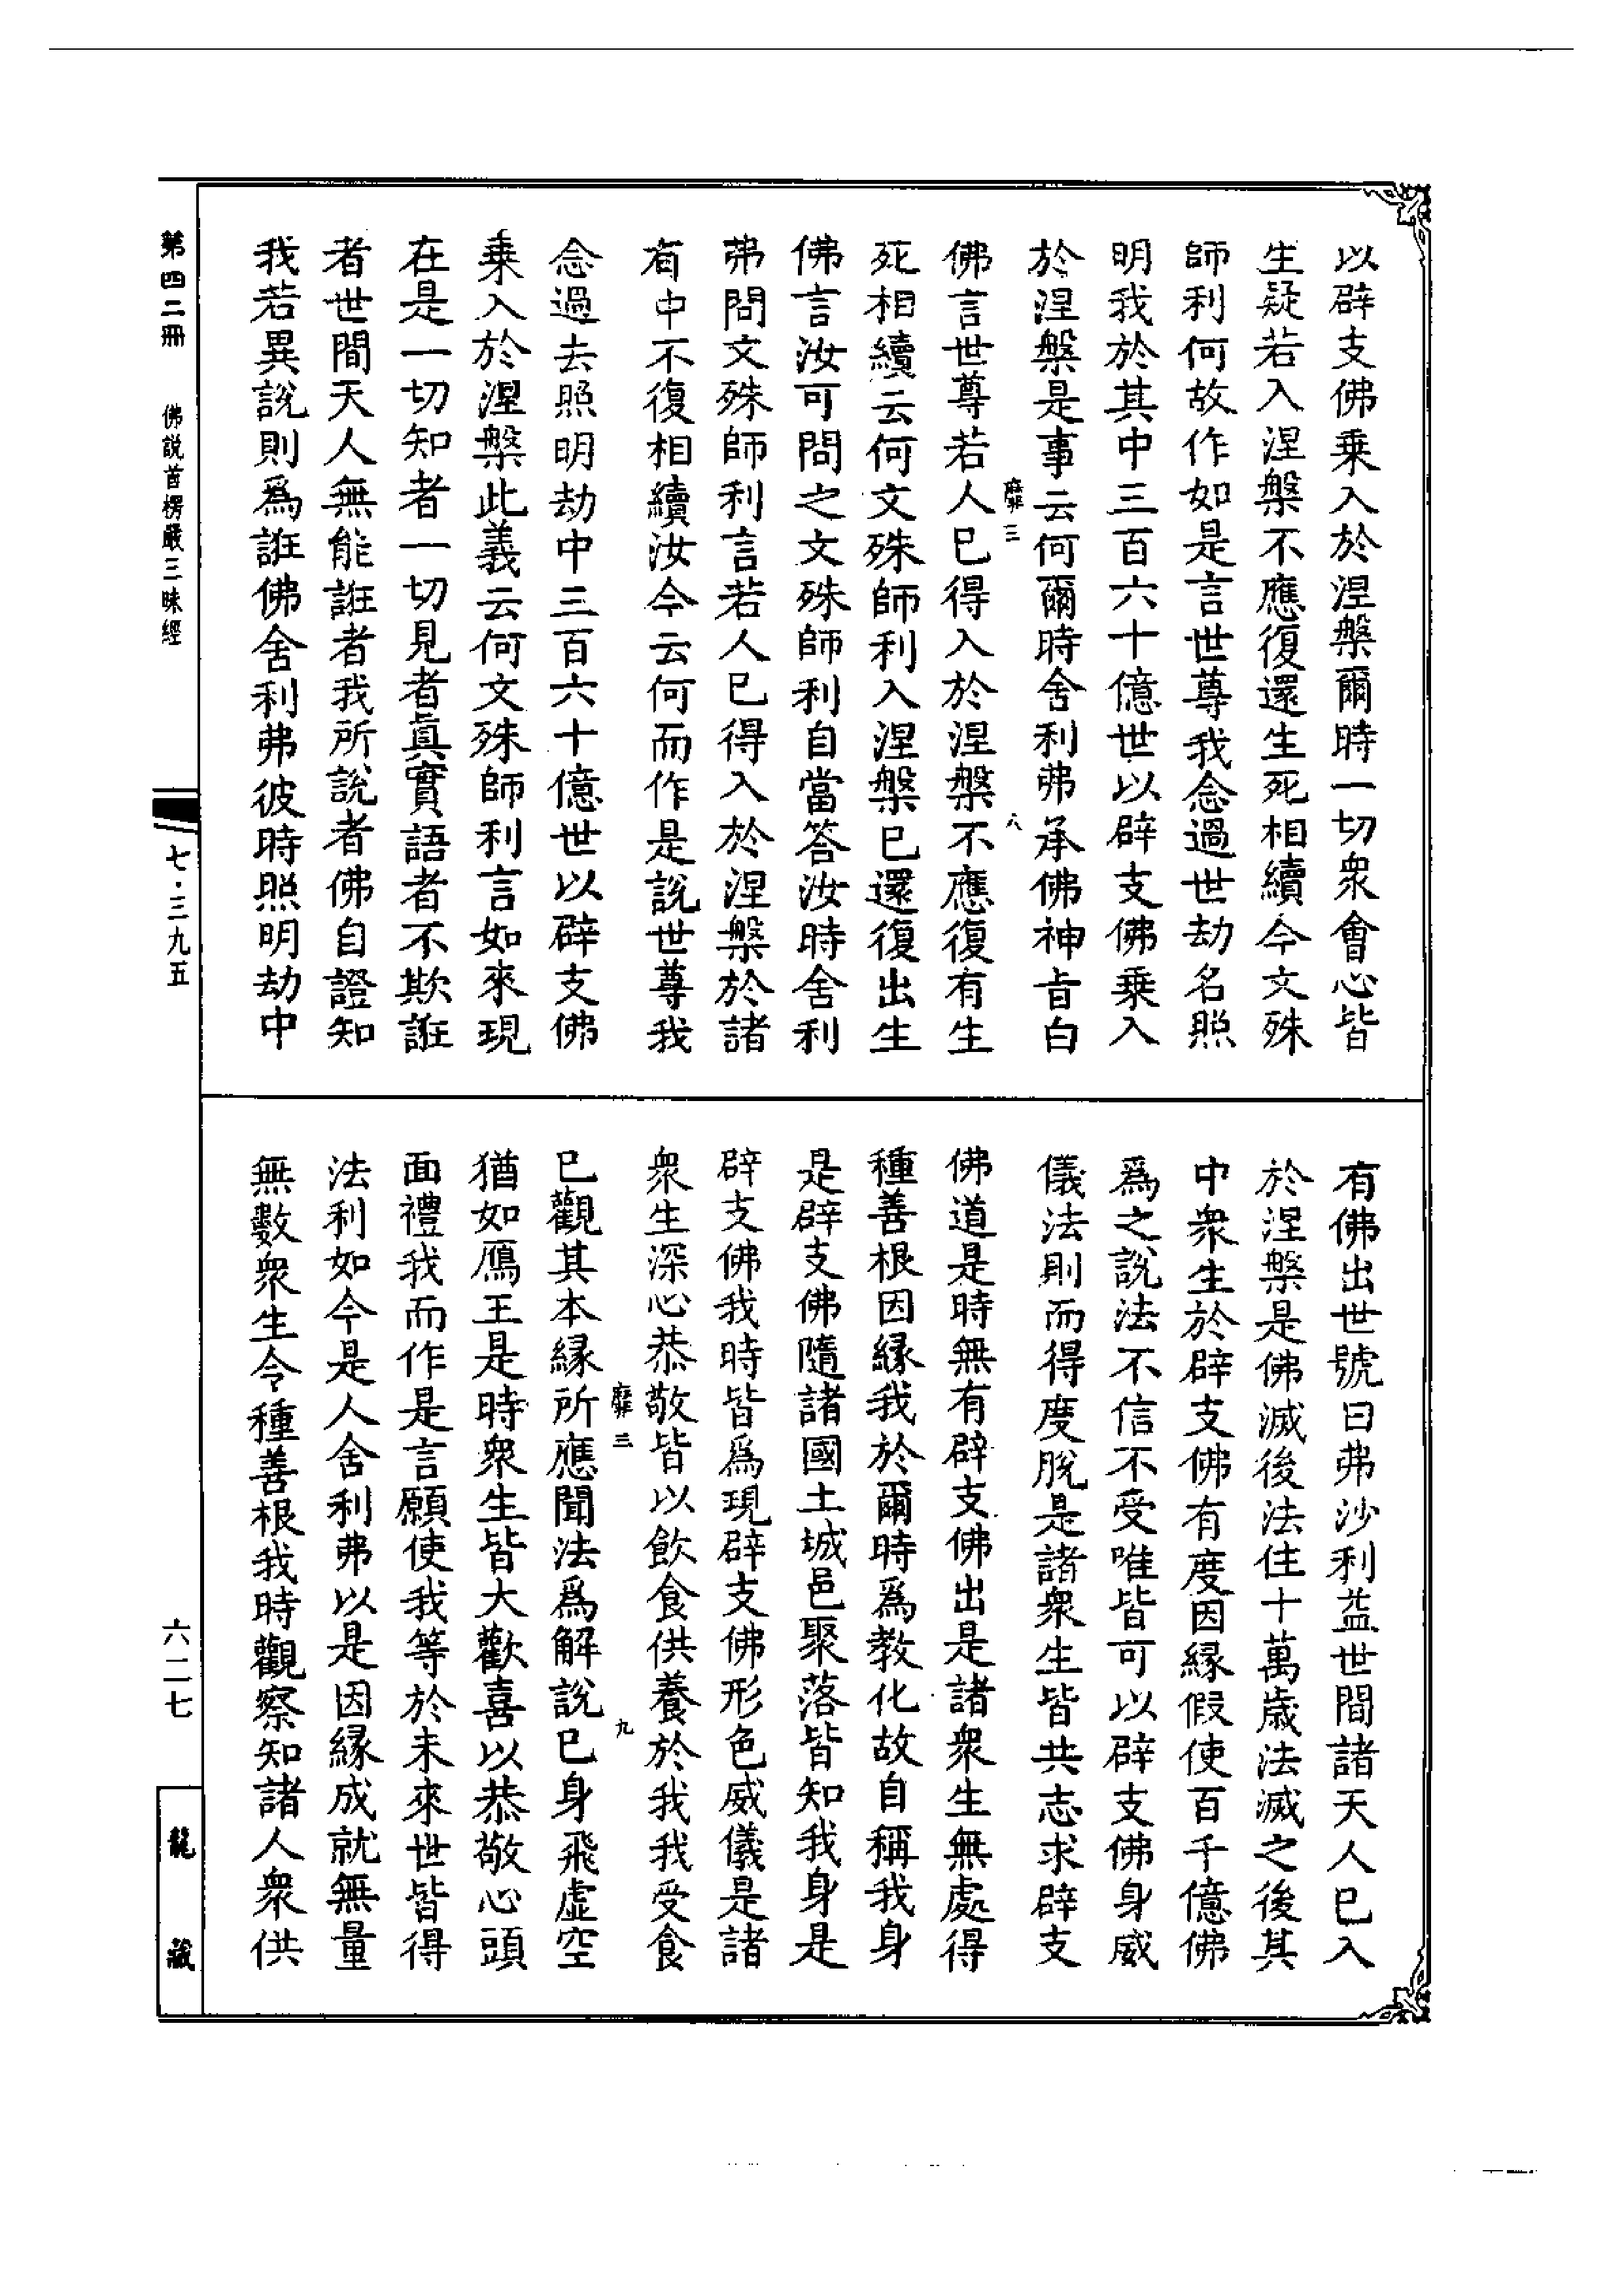 以辟支佛乗入於涅槃爾時一切衆會心皆
生疑若入涅槃不應復還生死相續今文殊
師利何故作如是言世尊我念過世劫名照
明我於其中三百六十億世以辟支佛乗入
於涅槃是事云何爾時舍利弗承佛神旨白
靡三
八
佛言世尊若人已得入於涅槃不應復有生
死相續云何文殊師利入涅槃已還復出生
佛言汝可問之文殊師利自當答汝時舍利
弗問文殊師利言若人已得入於涅槃於諸
有中不復相續汝今云何而作是說世尊我
念過去照明劫中三百六十億世以辟支佛
乗入於涅槃此義云何文殊師利言如來現
在是一切知者一切見者眞實語者不欺誑
者世間天人無能誑者我所說者佛自證知
我若異說則爲誑佛舍利弗彼時照明劫中
有佛出世號曰弗沙利益世間諸天人已入
於涅槃是佛滅後法住十萬歲法滅之後其
中衆生於辟支佛有度因緣假使百千億佛
爲之說法不信不受唯皆可以辟支佛身威
儀法則而得度脫是諸衆生皆共志求辟支
佛道是時無有辟支佛出是諸衆生無處得
種善根因緣我於爾時爲教化故自稱我身
是辟支佛隨諸國土城邑聚落皆知我身是
辟支佛我時皆爲現辟支佛形色威儀是諸
衆生深心恭敬皆以飲食供養於我我受食
靡三
九
已觀其本緣所應聞法爲解說已身飛虛空
猶如鴈王是時衆生皆大歡喜以恭敬心頭
面禮我而作是言願使我等於未來世皆得
法利如今是人舍利弗以是因緣成就無量
無數衆生令種善根我時觀察知諸人衆供
第四二冊 佛說首楞嚴三昧經
七·三九五
六二七
龍藏